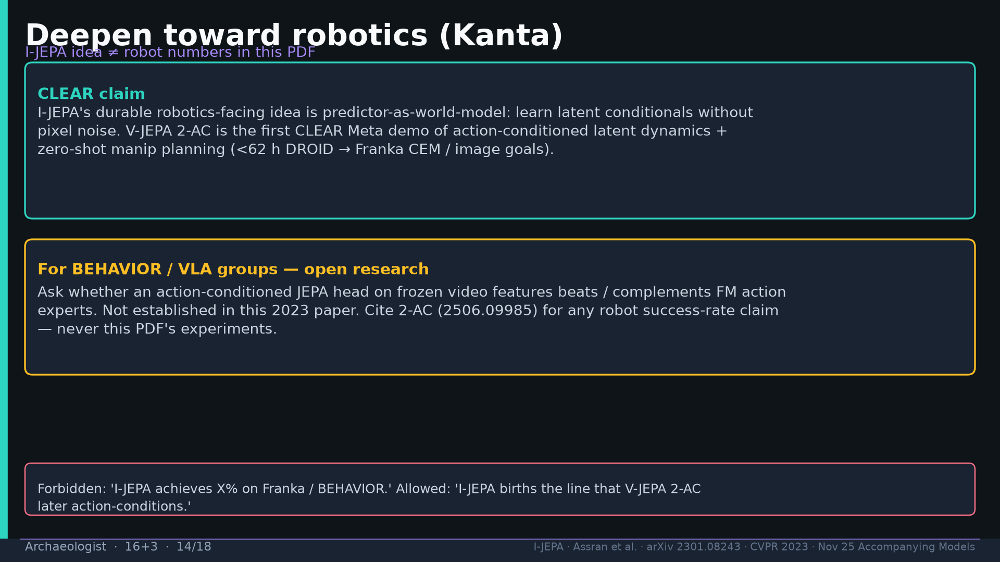 Deepen toward robotics (Kanta)
I-JEPA idea ≠ robot numbers in this PDF
CLEAR claim
I-JEPA's durable robotics-facing idea is predictor-as-world-model: learn latent conditionals without
pixel noise. V-JEPA 2-AC is the first CLEAR Meta demo of action-conditioned latent dynamics +
zero-shot manip planning (<62 h DROID → Franka CEM / image goals).
For BEHAVIOR / VLA groups — open research
Ask whether an action-conditioned JEPA head on frozen video features beats / complements FM action
experts. Not established in this 2023 paper. Cite 2-AC (2506.09985) for any robot success-rate claim
— never this PDF's experiments.
Forbidden: 'I-JEPA achieves X% on Franka / BEHAVIOR.' Allowed: 'I-JEPA births the line that V-JEPA 2-AC
later action-conditions.'
Archaeologist · 16+3 · 14/18
I-JEPA · Assran et al. · arXiv 2301.08243 · CVPR 2023 · Nov 25 Accompanying Models